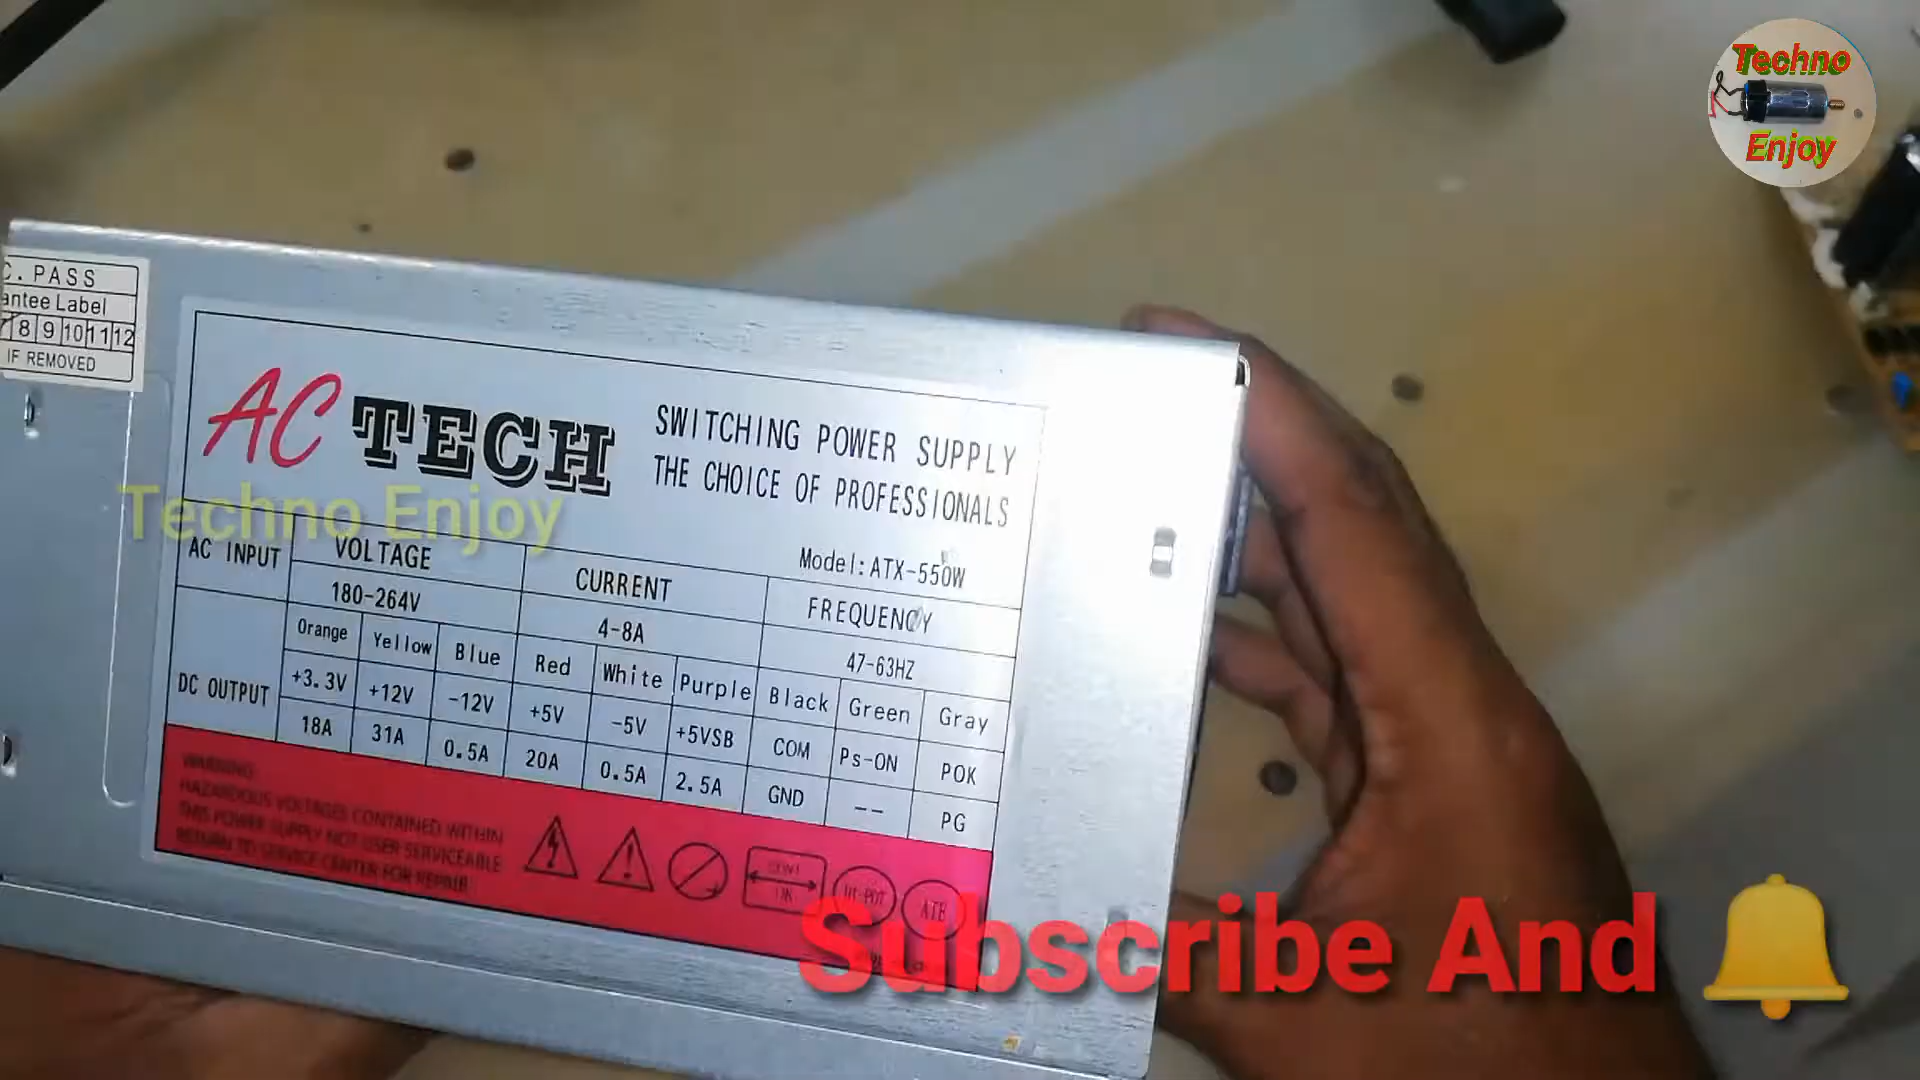 Techno
Enjoy
C. PASS
antee Label
7 8 9 10 11 12
IF REMOVED
AC TECH
SWITCHING POWER SUPPLY
THE CHOICE OF PROFESSIONALS
Techno Enjoy
Model:ATX-550W
AC INPUT VOLTAGE CURRENT FREQUENCY
180-264V 4-8A 47-63HZ
DC OUTPUT
Orange Yellow Blue Red White Purple Black Green Gray
+3.3V +12V -12V +5V -5V +5VSB COM Ps-ON POK
18A 31A 0.5A 20A 0.5A 2.5A GND -- PG
WARNING:
HAZARDOUS VOLTAGES CONTAINED WITHIN
THIS POWER SUPPLY NOT USER SERVICEABLE
RETURN TO SERVICE CENTER FOR REPAIR
HI-POT
ATE
Subscribe And